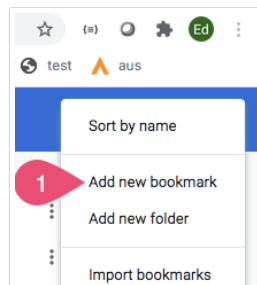 {=} Ed
test aus
Sort by name
1 Add new bookmark
Add new folder
Import bookmarks